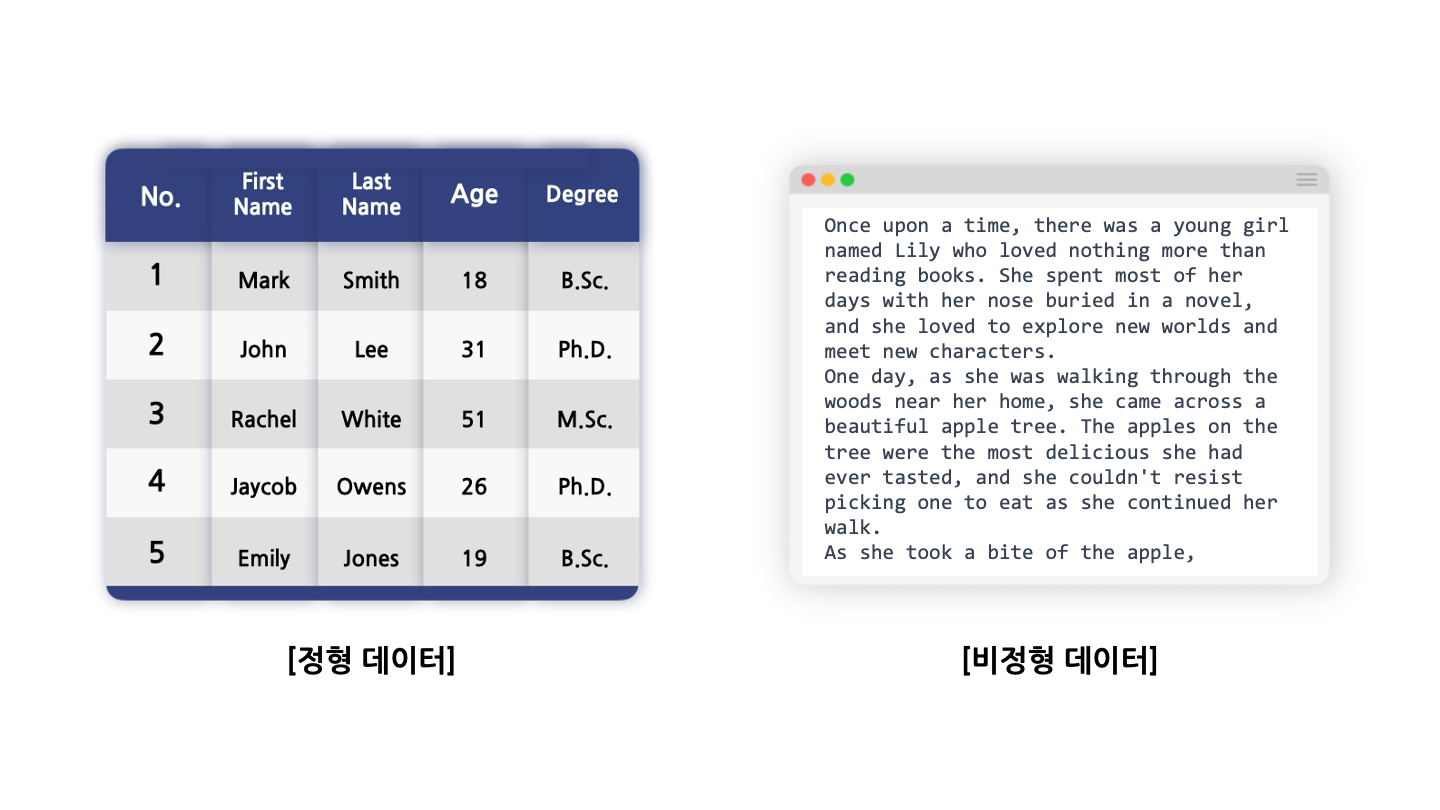 No. First Name Last Name Age Degree
1 Mark Smith 18 B.Sc.
2 John Lee 31 Ph.D.
3 Rachel White 51 M.Sc.
4 Jaycob Owens 26 Ph.D.
5 Emily Jones 19 B.Sc.
[정형 데이터]
Once upon a time, there was a young girl
named Lily who loved nothing more than
reading books. She spent most of her
days with her nose buried in a novel,
and she loved to explore new worlds and
meet new characters.
One day, as she was walking through the
woods near her home, she came across a
beautiful apple tree. The apples on the
tree were the most delicious she had
ever tasted, and she couldn't resist
picking one to eat as she continued her
walk.
As she took a bite of the apple,
[비정형 데이터]